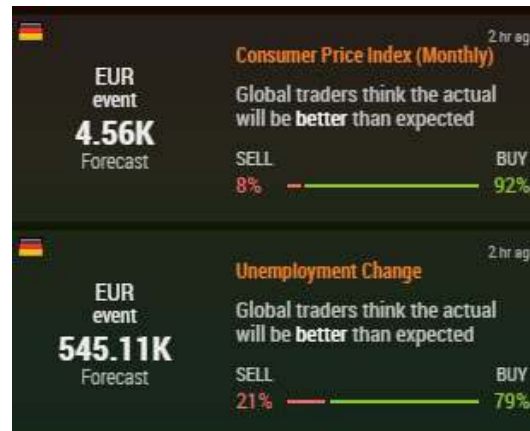 2 hr ag
EUR
event
4.56K
Forecast
Consumer Price Index (Monthly)
Global traders think the actual
will be better than expected
SELL BUY
8% 92%
2 hr ag
EUR
event
545.11K
Forecast
Unemployment Change
Global traders think the actual
will be better than expected
SELL BUY
21% 79%